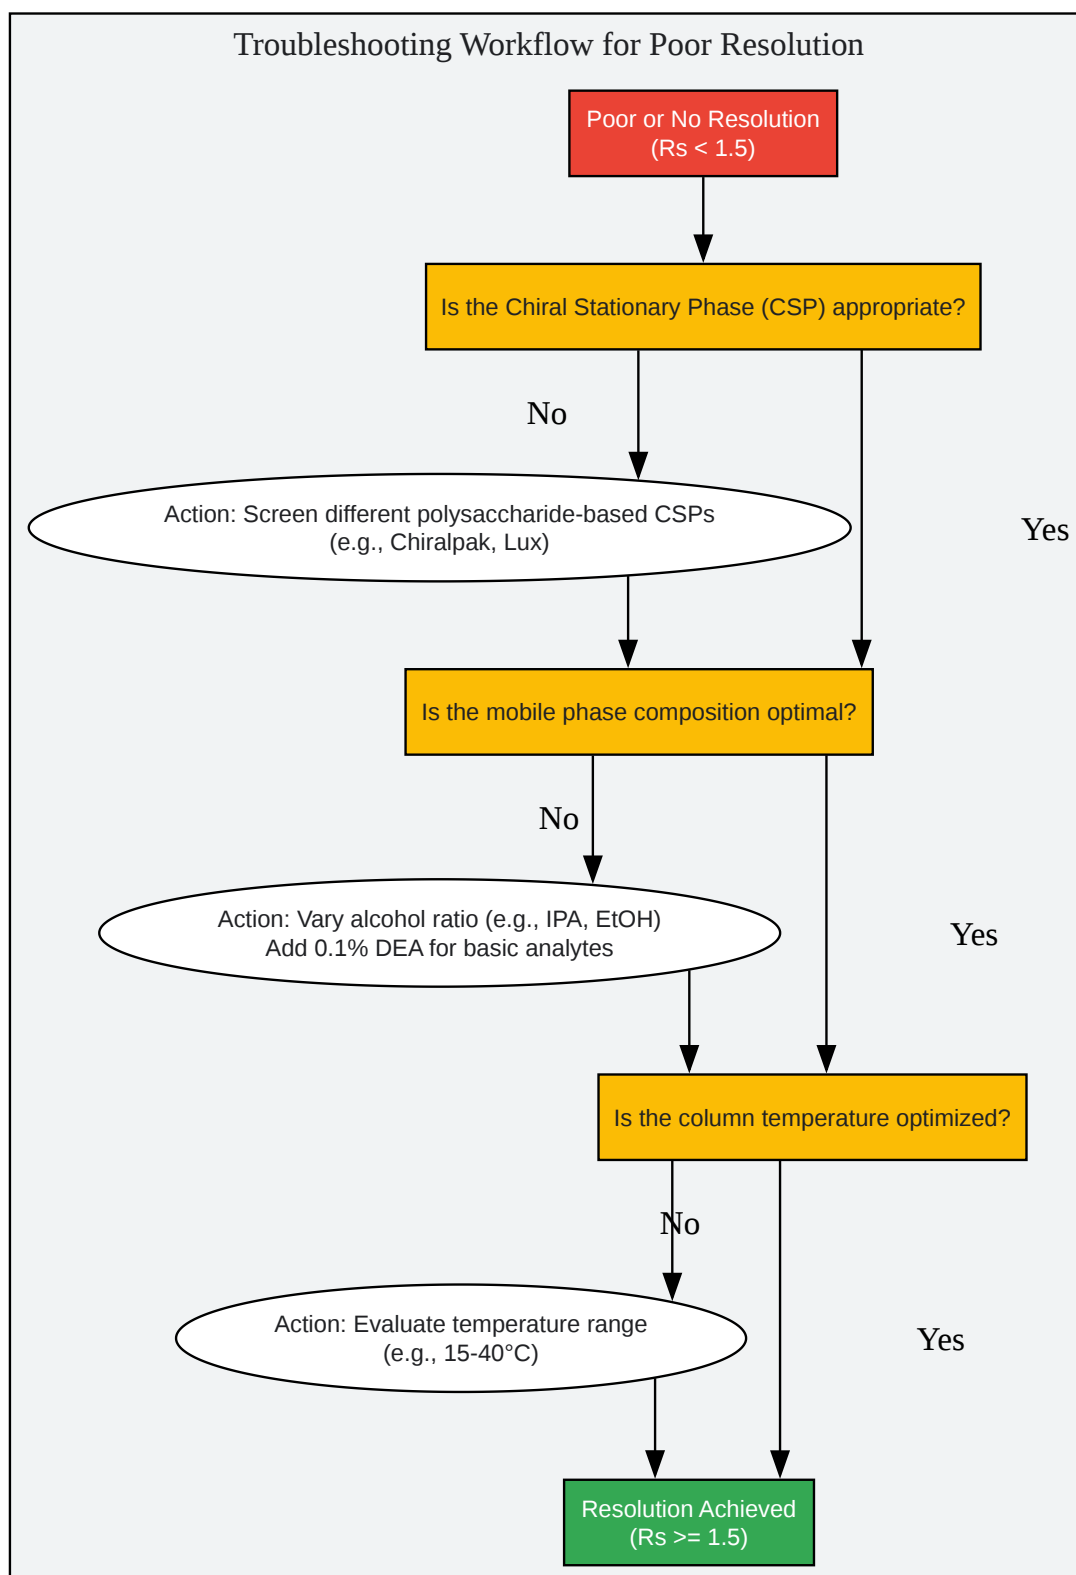 Troubleshooting Workflow for Poor Resolution
Poor or No Resolution
(Rs < 1.5)
Is the Chiral Stationary Phase (CSP) appropriate?
No
Action: Screen different polysaccharide-based CSPs
(e.g., Chiralpak, Lux)
Yes
Is the mobile phase composition optimal?
No
Action: Vary alcohol ratio (e.g., IPA, EtOH)
Add 0.1% DEA for basic analytes
Yes
Is the column temperature optimized?
No
Action: Evaluate temperature range
(e.g., 15-40°C)
Yes
Resolution Achieved
(Rs >= 1.5)